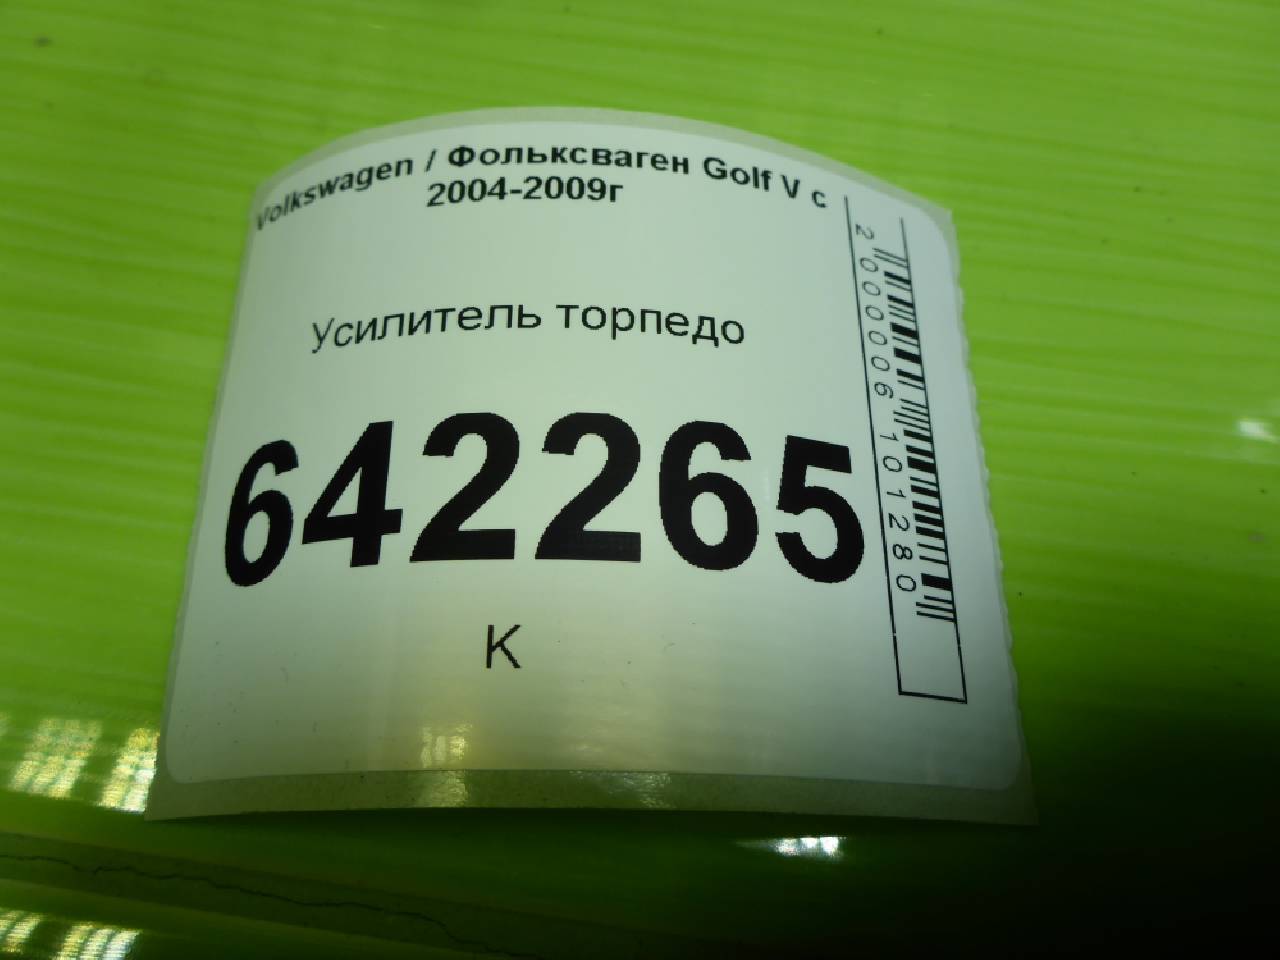 Volkswagen / Фольксваген Golf V с
2004-2009г
Усилитель торпедо
642265
К
2000006101280